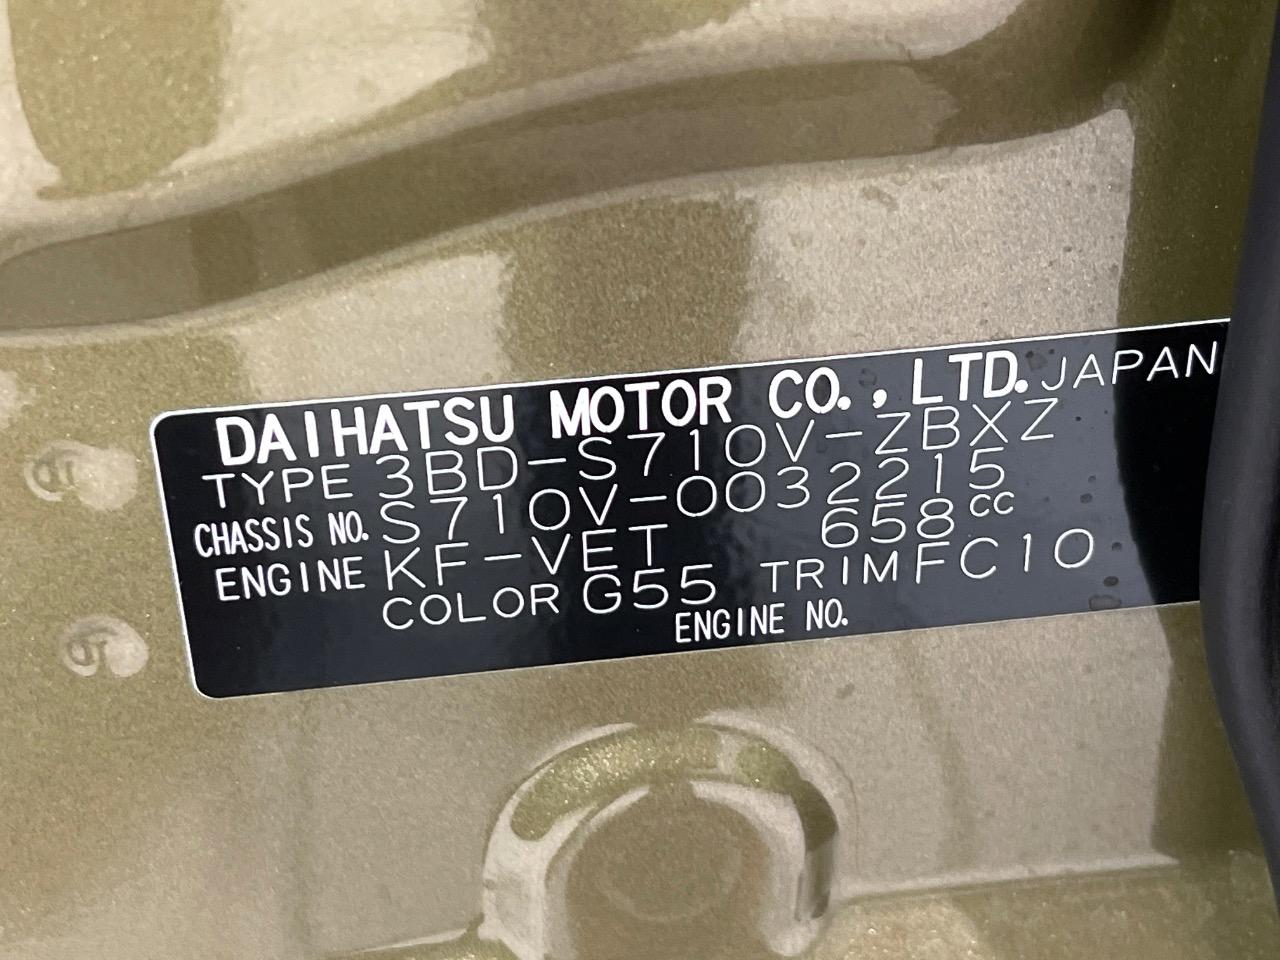 DAIHATSU MOTOR CO., LTD. JAPAN
TYPE 3BD-S710V-ZBXZ
CHASSIS NO. S710V-0032215
ENGINE KF-VET 658cc
COLOR G55 TRIM FC10
ENGINE NO.